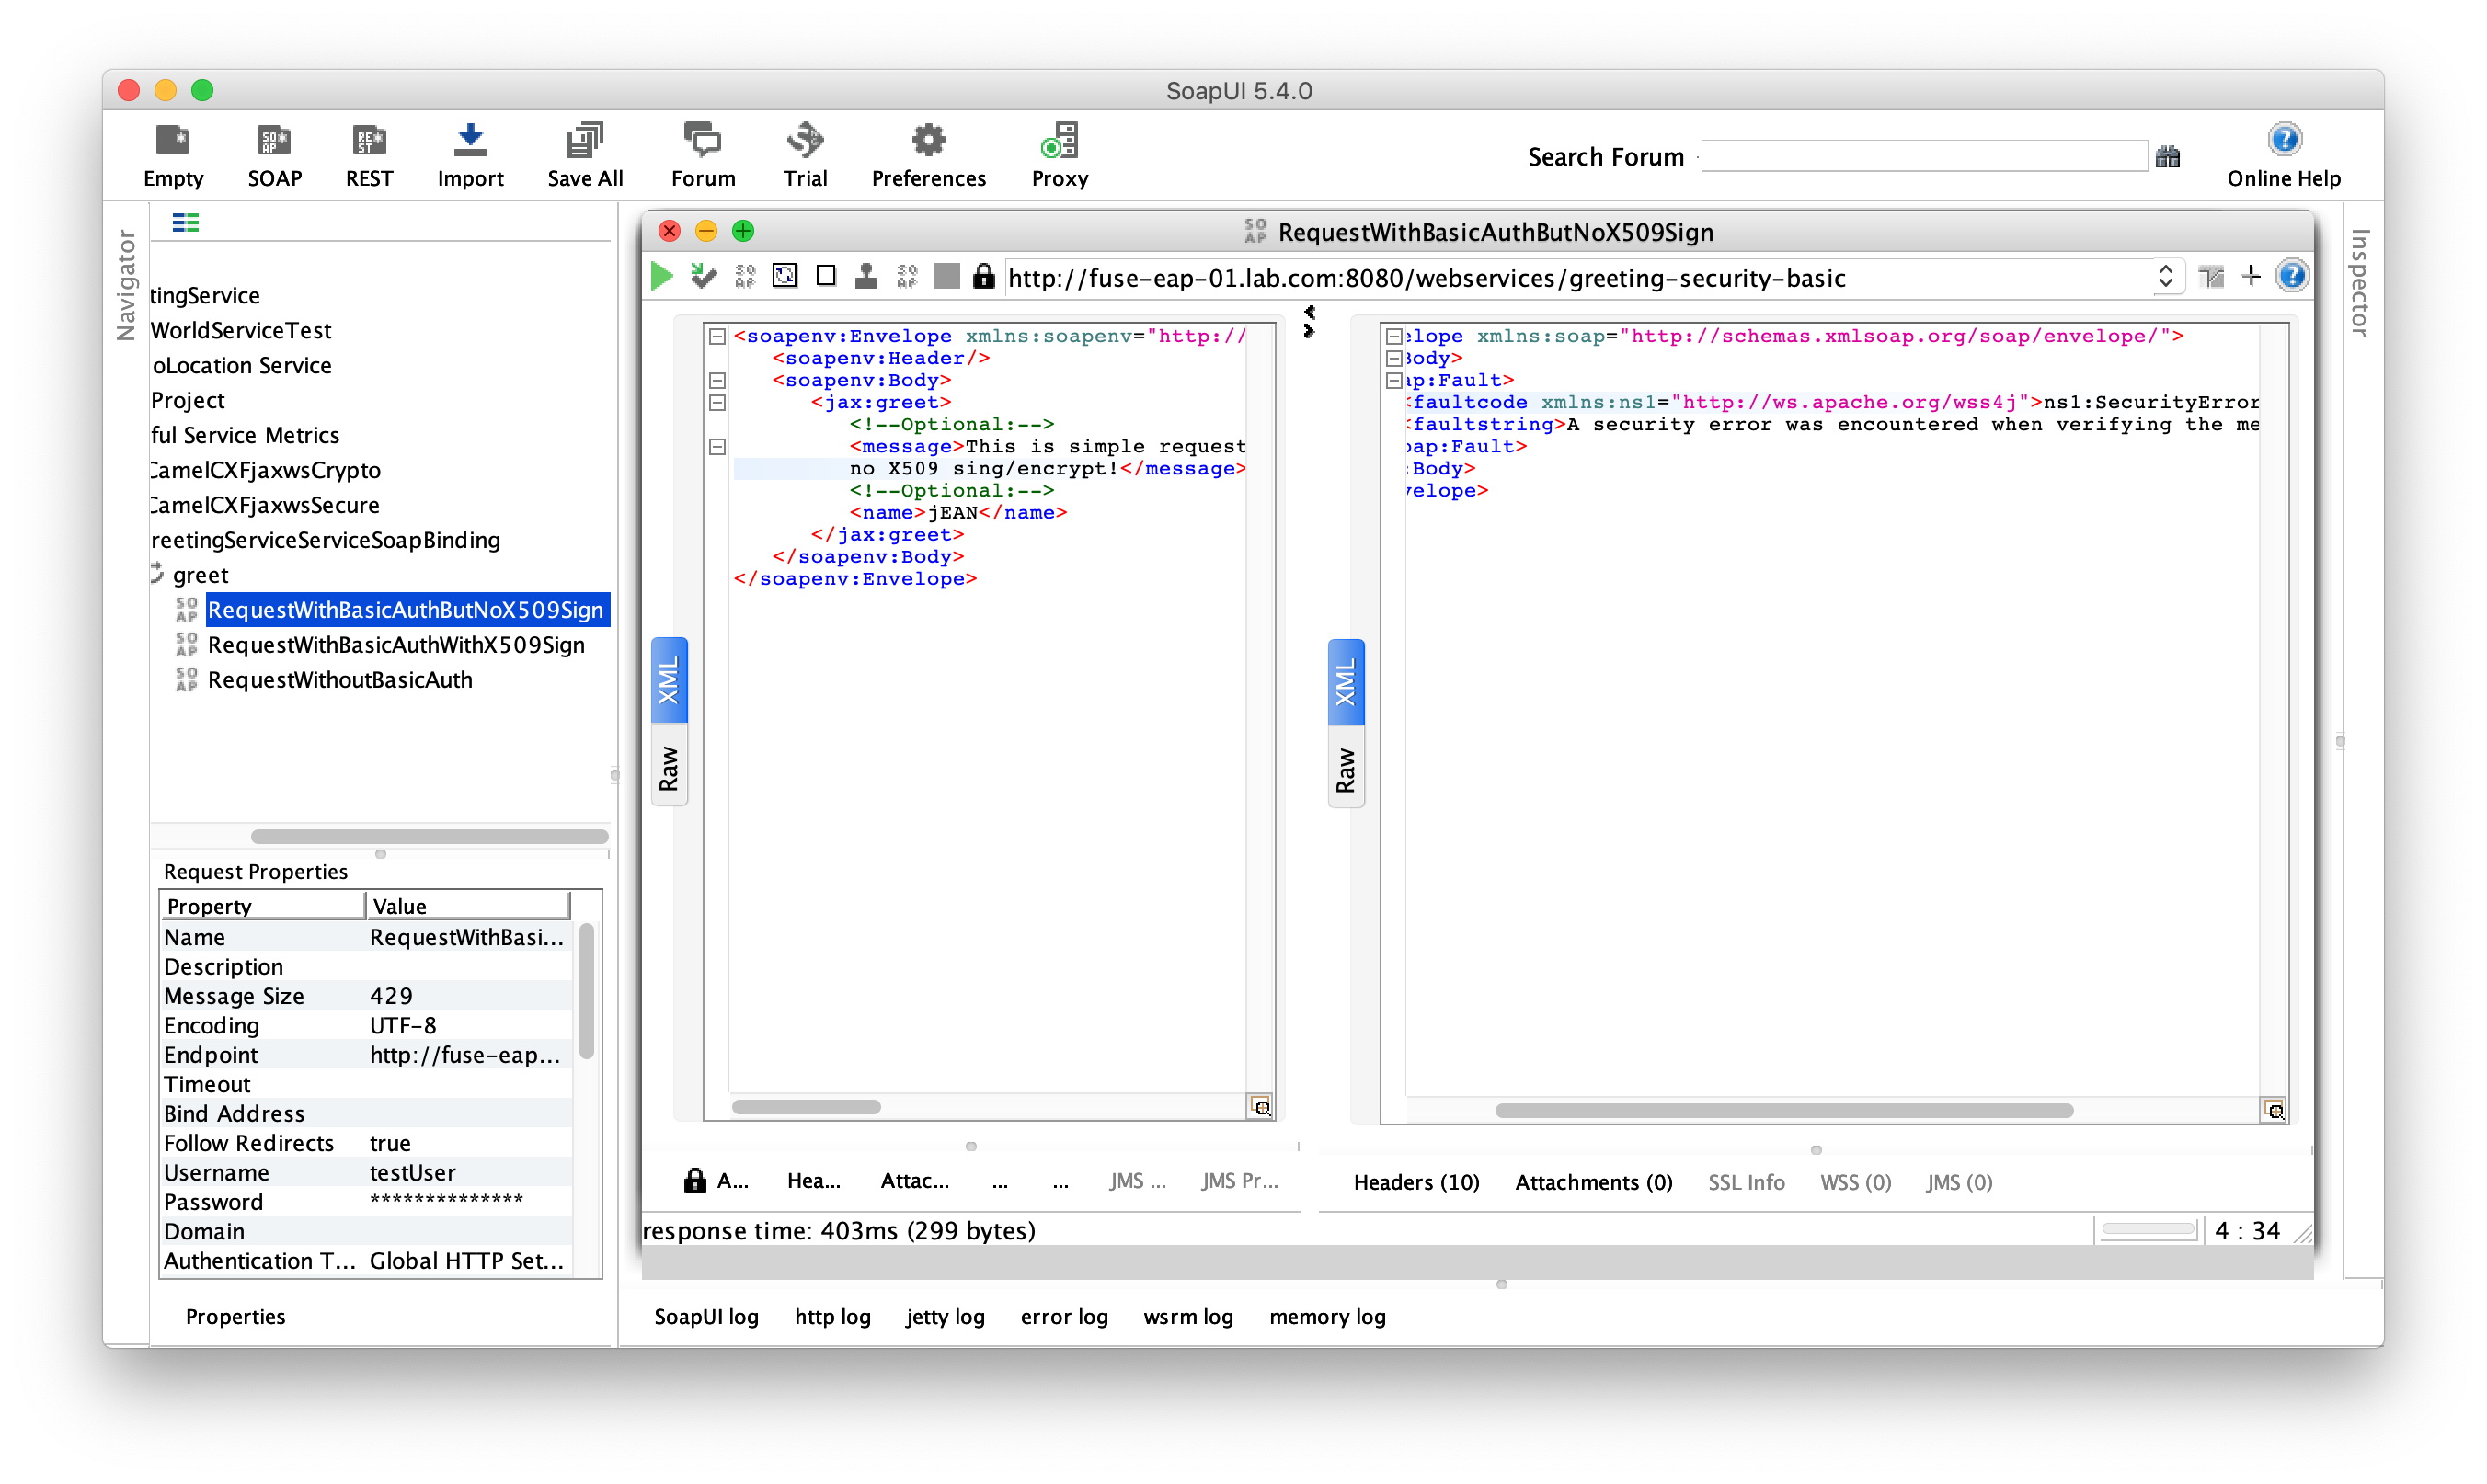 SoapUI 5.4.0
Empty SOAP REST Import Save All Forum Trial Preferences Proxy Search Forum Online Help
Navigator
Inspector
tingService
WorldServiceTest
oLocation Service
Project
ful Service Metrics
CamelCXFjaxwsCrypto
CamelCXFjaxwsSecure
reetingServiceServiceSoapBinding
greet
RequestWithBasicAuthButNoX509Sign
RequestWithBasicAuthWithX509Sign
RequestWithoutBasicAuth
Request Properties
Property Value
Name RequestWithBasi...
Description
Message Size 429
Encoding UTF-8
Endpoint http://fuse-eap...
Timeout
Bind Address
Follow Redirects true
Username testUser
Password **************
Domain
Authentication T... Global HTTP Set...
Properties
RequestWithBasicAuthButNoX509Sign
http://fuse-eap-01.lab.com:8080/webservices/greeting-security-basic
XML
Raw
<soapenv:Envelope xmlns:soapenv="http://
<soapenv:Header/>
<soapenv:Body>
<jax:greet>
<!--Optional:-->
<message>This is simple request
no X509 sing/encrypt!</message>
<!--Optional:-->
<name>jEAN</name>
</jax:greet>
</soapenv:Body>
</soapenv:Envelope>
XML
Raw
elope xmlns:soap="http://schemas.xmlsoap.org/soap/envelope/">
Body>
ap:Fault>
<faultcode xmlns:ns1="http://ws.apache.org/wss4j">ns1:SecurityError
<faultstring>A security error was encountered when verifying the me
oap:Fault>
:Body>
velope>
A... Hea... Attac... ... ... JMS ... JMS Pr...
Headers (10) Attachments (0) SSL Info WSS (0) JMS (0)
response time: 403ms (299 bytes)
4 : 34
SoapUI log http log jetty log error log wsrm log memory log